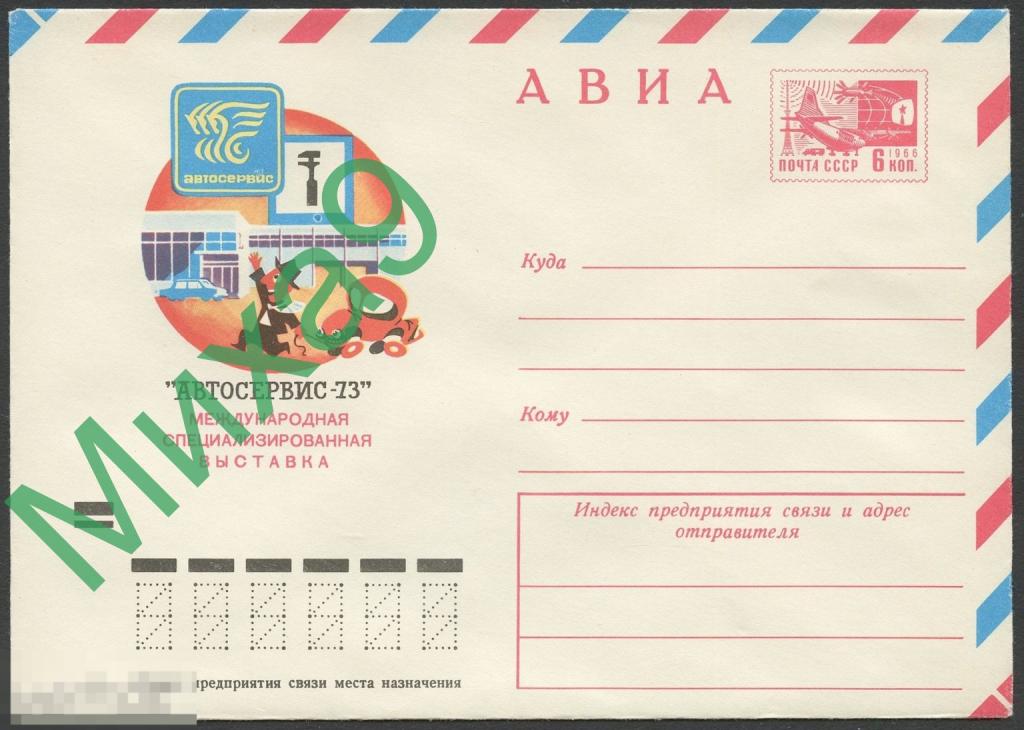 АВИА
автосервис
1966
ПОЧТА СССР 6 КОП.
Куда
"АВТОСЕРВИС-73"
МЕЖДУНАРОДНАЯ
СПЕЦИАЛИЗИРОВАННАЯ
ВЫСТАВКА
Кому
Индекс предприятия связи и адрес
отправителя
предприятия связи места назначения
Миха9